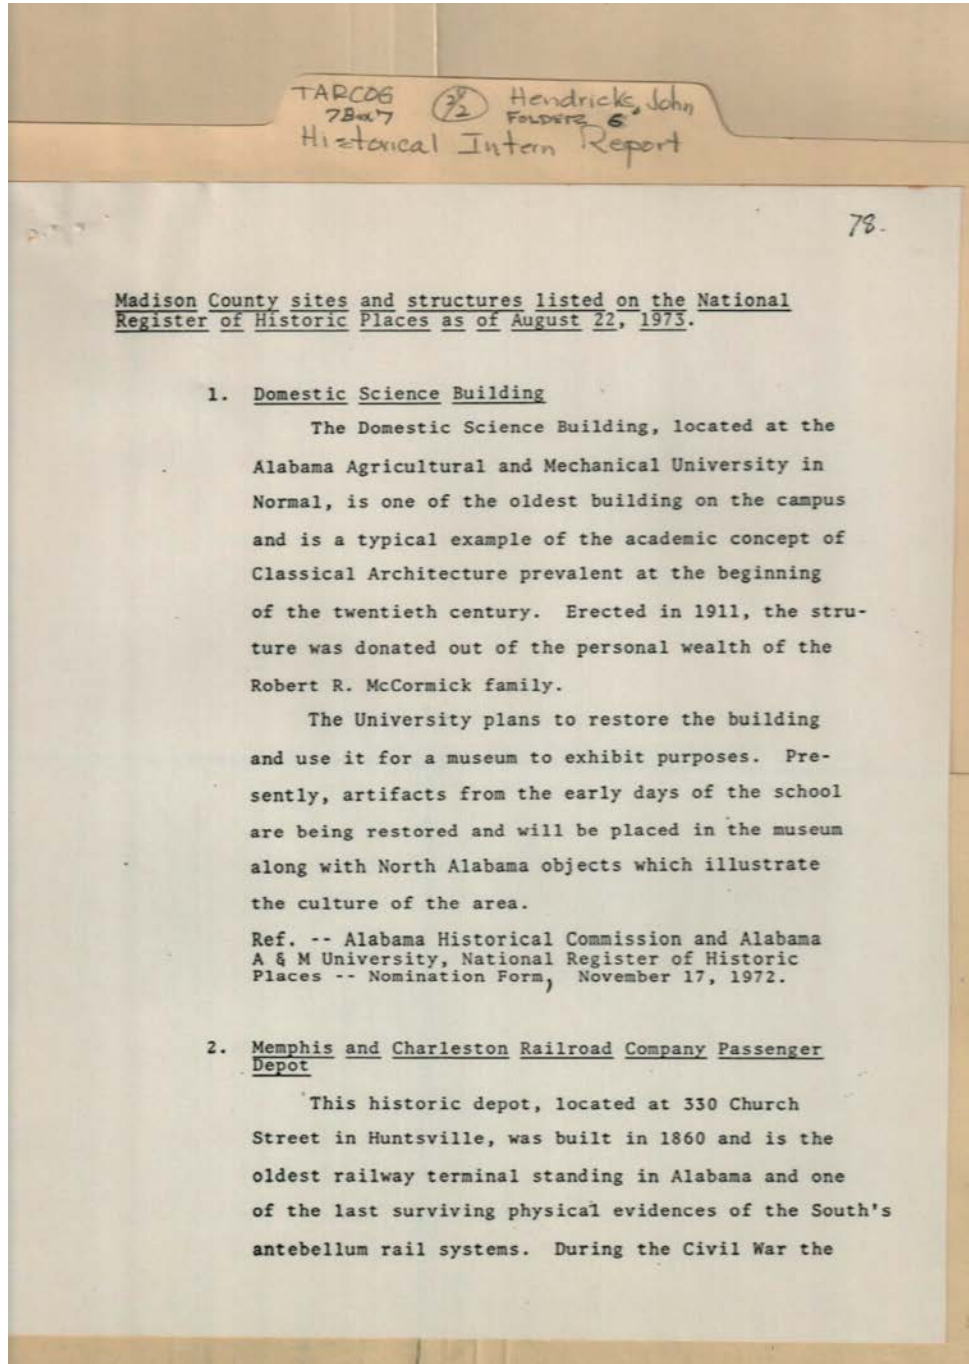 TARCOG Hendricks, John
7Box7 FOLDER 6
Historical Intern Report
78.
Madison County sites and structures listed on the National
Register of Historic Places as of August 22, 1973.
1. Domestic Science Building
The Domestic Science Building, located at the
Alabama Agricultural and Mechanical University in
Normal, is one of the oldest building on the campus
and is a typical example of the academic concept of
Classical Architecture prevalent at the beginning
of the twentieth century. Erected in 1911, the stru-
ture was donated out of the personal wealth of the
Robert R. McCormick family.
The University plans to restore the building
and use it for a museum to exhibit purposes. Pre-
sently, artifacts from the early days of the school
are being restored and will be placed in the museum
along with North Alabama objects which illustrate
the culture of the area.
Ref. -- Alabama Historical Commission and Alabama
A & M University, National Register of Historic
Places -- Nomination Form, November 17, 1972.
2. Memphis and Charleston Railroad Company Passenger
Depot
This historic depot, located at 330 Church
Street in Huntsville, was built in 1860 and is the
oldest railway terminal standing in Alabama and one
of the last surviving physical evidences of the South's
antebellum rail systems. During the Civil War the